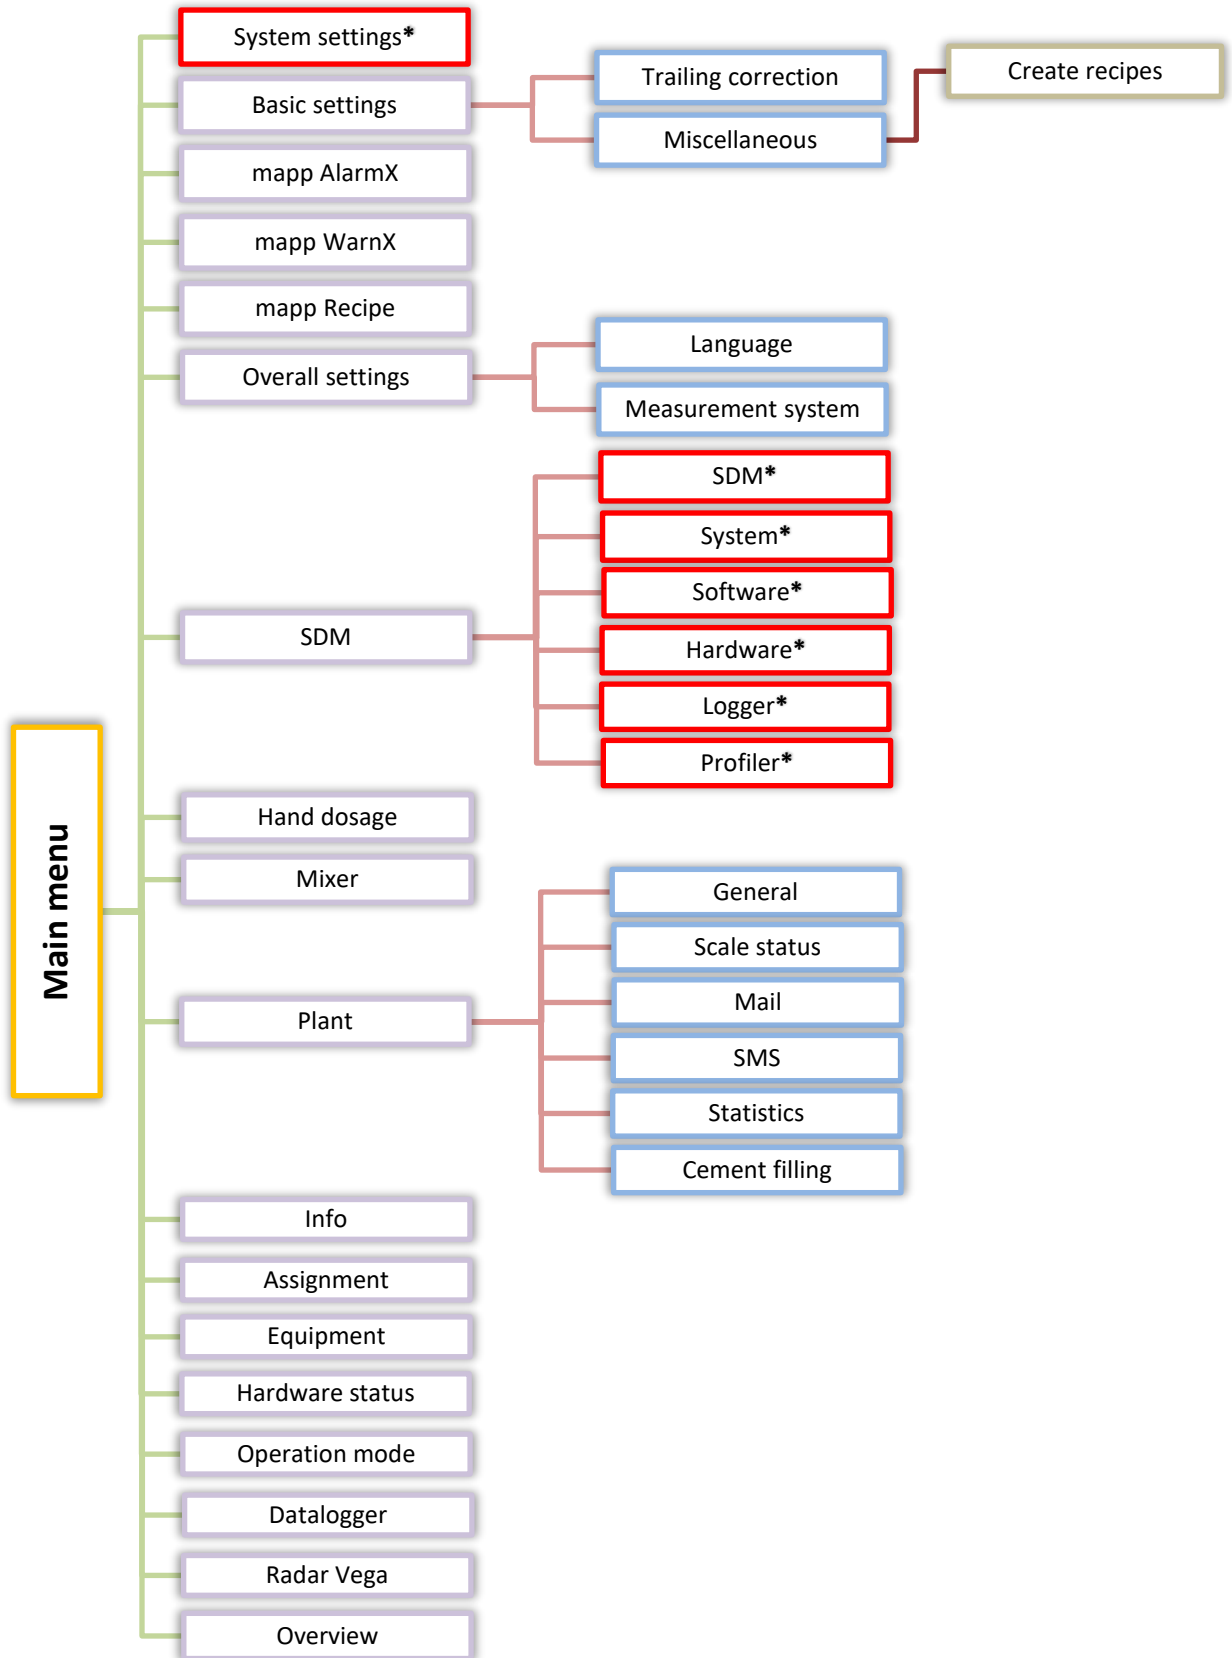 System settings*
Basic settings
Trailing correction
Miscellaneous
Create recipes
mapp AlarmX
mapp WarnX
mapp Recipe
Overall settings
Language
Measurement system
SDM
SDM*
System*
Software*
Hardware*
Logger*
Profiler*
Main menu
Hand dosage
Mixer
Plant
General
Scale status
Mail
SMS
Statistics
Cement filling
Info
Assignment
Equipment
Hardware status
Operation mode
Datalogger
Radar Vega
Overview